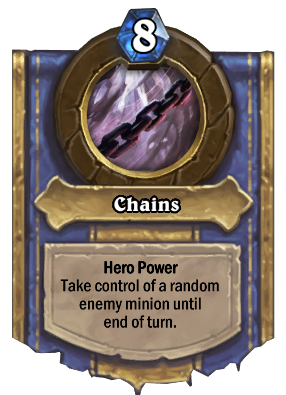 8
Chains
Hero Power
Take control of a random
enemy minion until
end of turn.